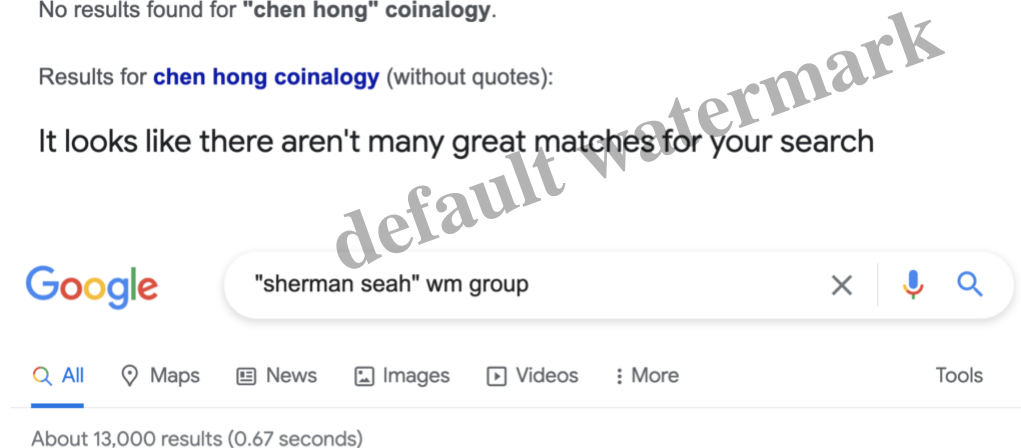 No results found for "chen hong" coinalogy.
Results for chen hong coinalogy (without quotes):
It looks like there aren't many great matches for your search
default watermark
Google
"sherman seah" wm group
All Maps News Images Videos More Tools
About 13,000 results (0.67 seconds)